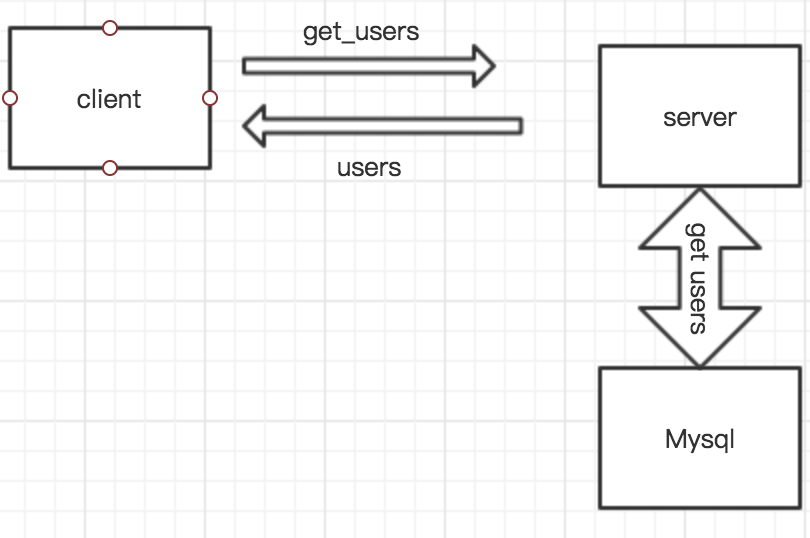 get_users
client
server
users
get users
Mysql